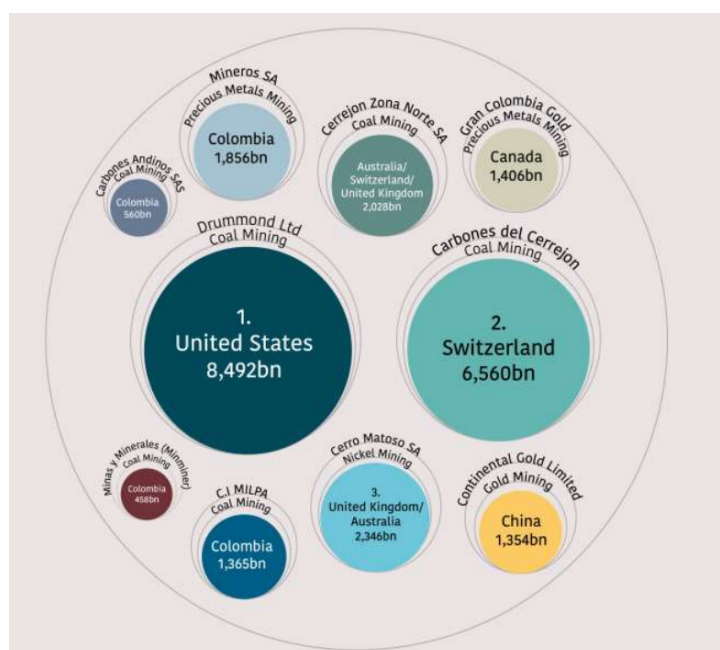 Mineros SA
Precious Metals Mining
Colombia
1,856bn
Cerrejon Zona Norte SA
Coal Mining
Australia/
Switzerland/
United Kingdom
2,028bn
Gran Colombia Gold
Precious Metals Mining
Canada
1,406bn
Carbones Andinos SAS
Coal Mining
Colombia
560bn
Drummond Ltd
Coal Mining
1.
United States
8,492bn
Carbones del Cerrejon
Coal Mining
2.
Switzerland
6,560bn
Minas y Minerales (Minminer)
Coal Mining
Colombia
458bn
C.I MILPA
Coal Mining
Colombia
1,365bn
Cerro Matoso SA
Nickel Mining
3.
United Kingdom/
Australia
2,346bn
Continental Gold Limited
Gold Mining
China
1,354bn